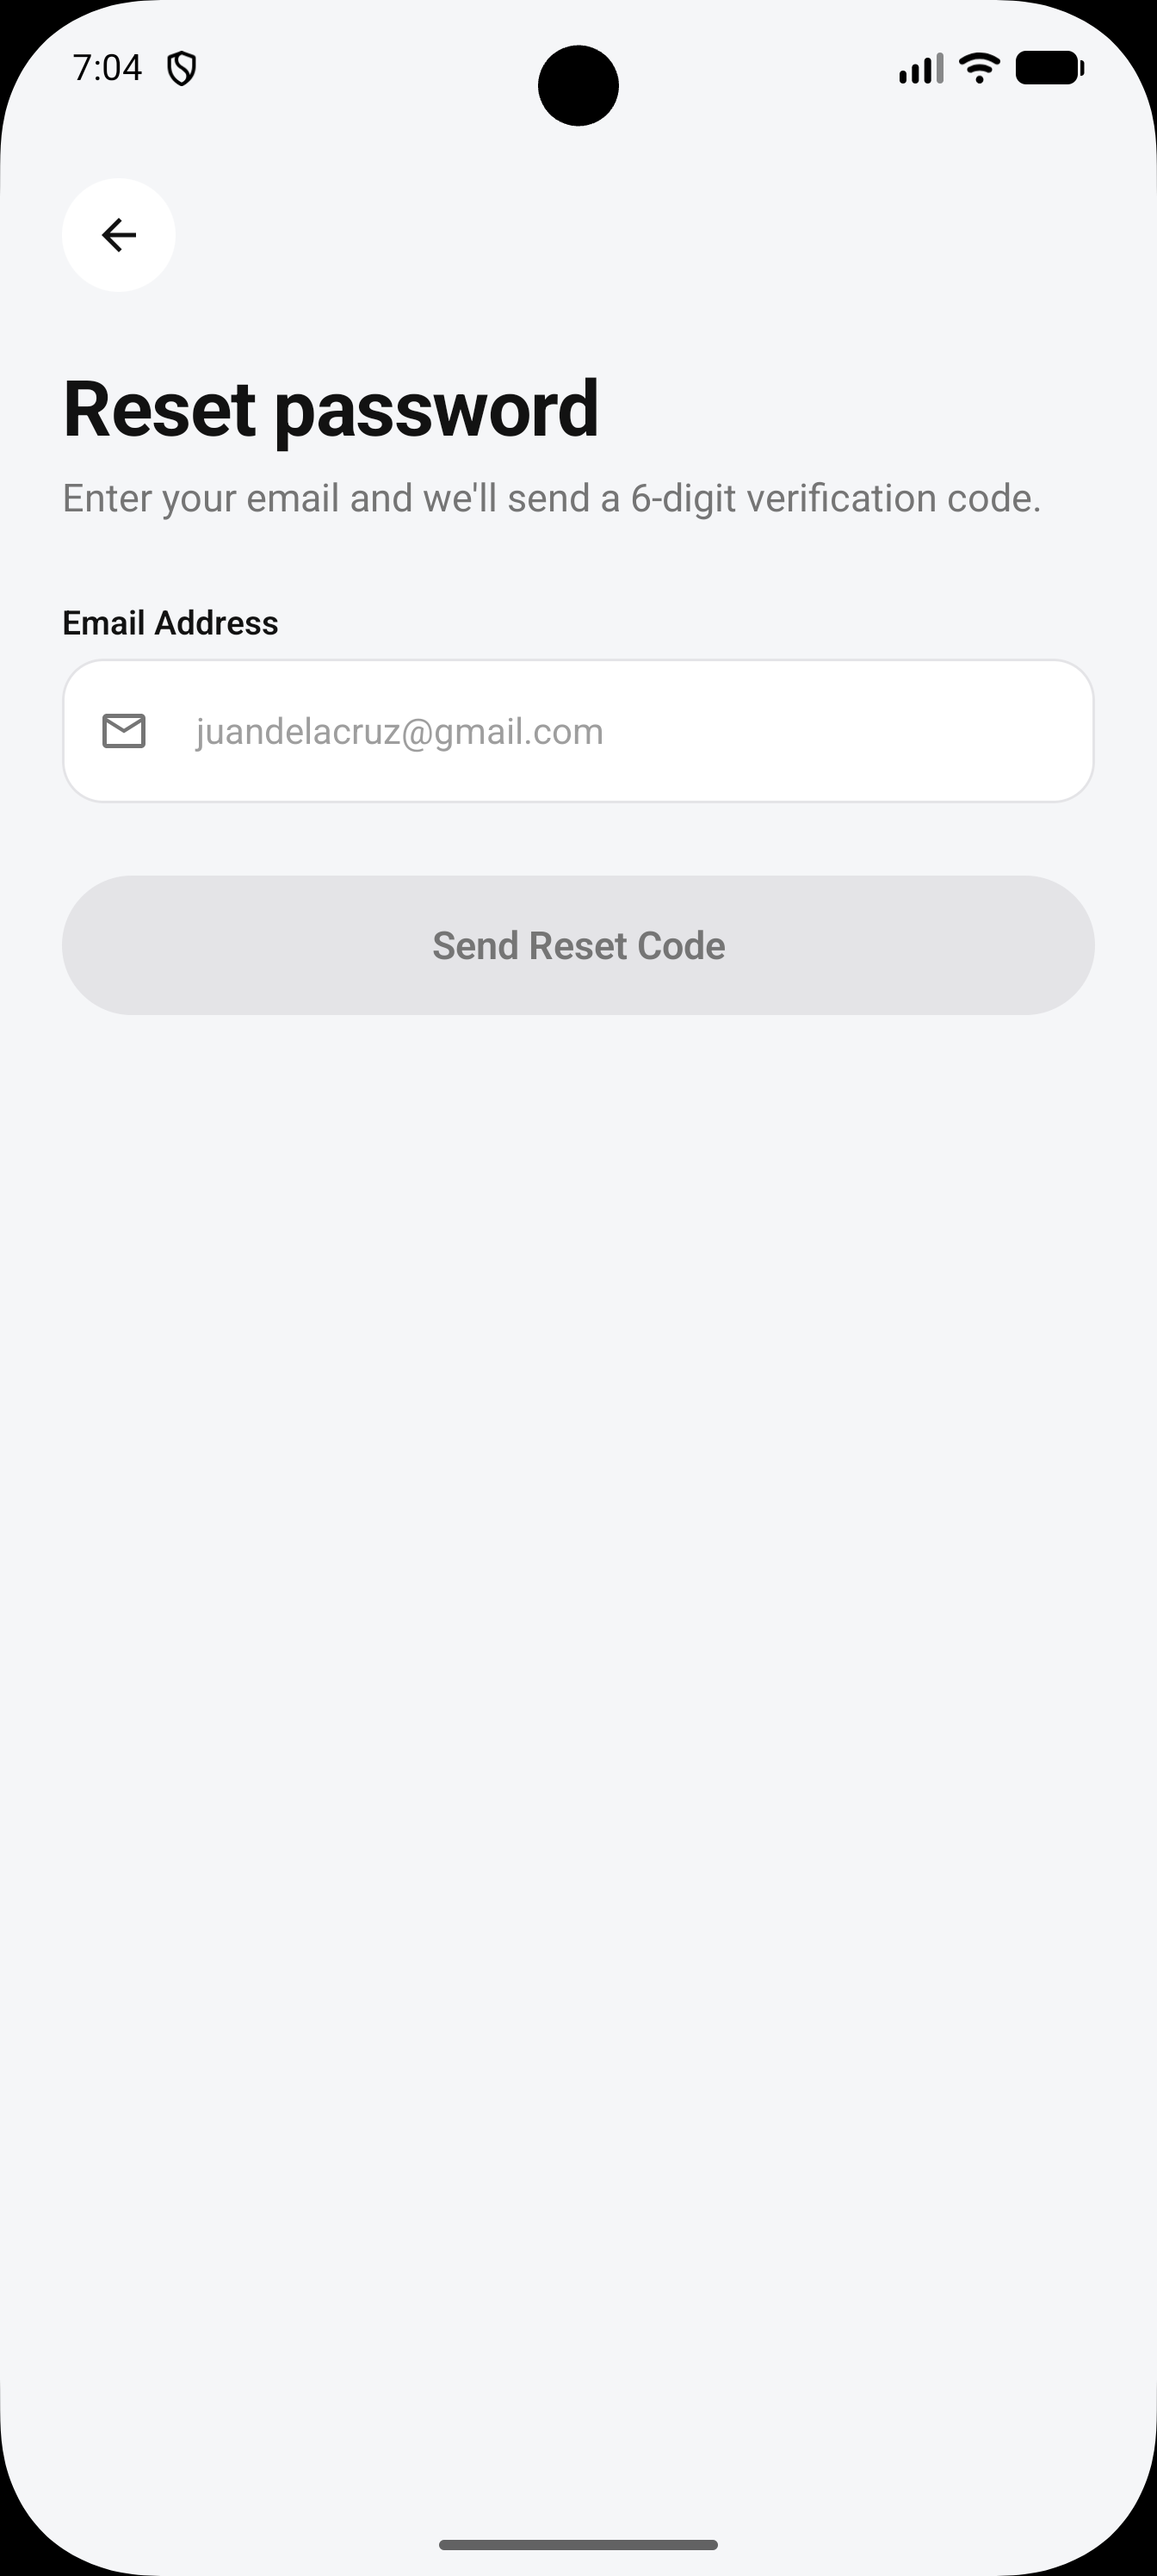 7:04
Reset password
Enter your email and we'll send a 6-digit verification code.
Email Address
juandelacruz@gmail.com
Send Reset Code